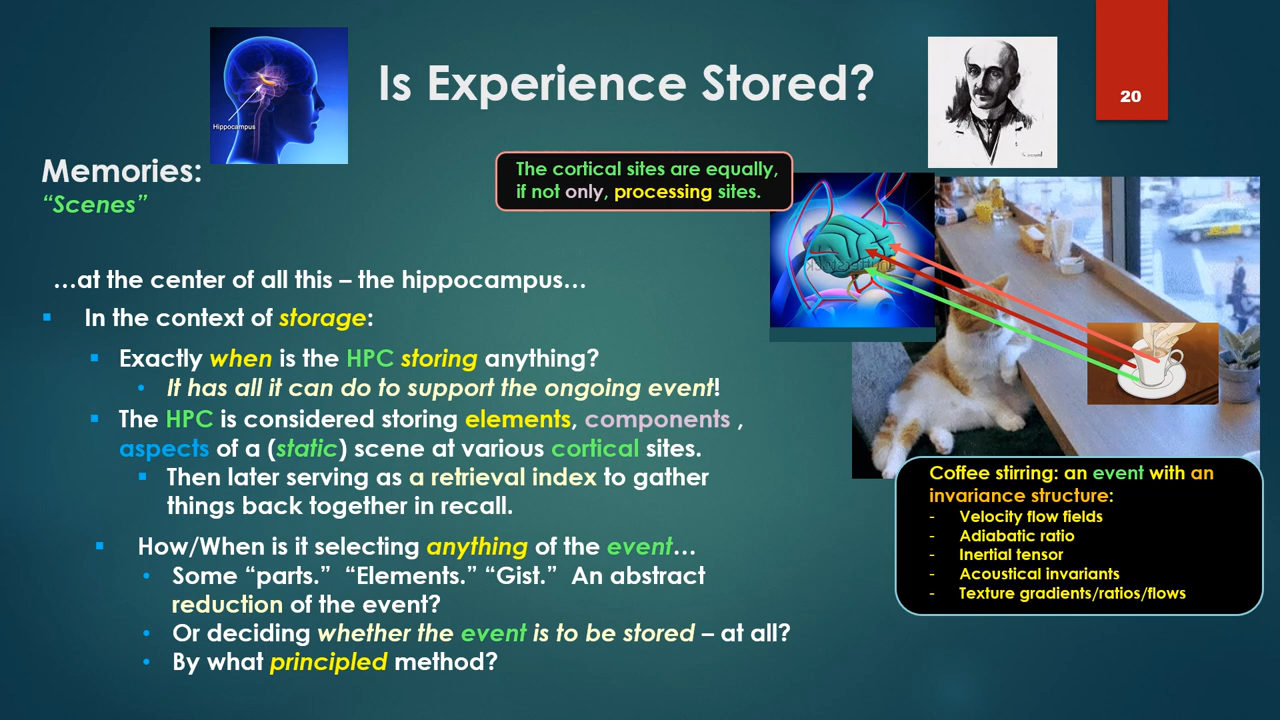 20
Is Experience Stored?
Hippocampus
Memories:
“Scenes”
The cortical sites are equally,
if not only, processing sites.
…at the center of all this – the hippocampus…
In the context of storage:
Exactly when is the HPC storing anything?
It has all it can do to support the ongoing event!
The HPC is considered storing elements, components ,
aspects of a (static) scene at various cortical sites.
Then later serving as a retrieval index to gather
things back together in recall.
How/When is it selecting anything of the event…
Some “parts.” “Elements.” “Gist.” An abstract
reduction of the event?
Or deciding whether the event is to be stored – at all?
By what principled method?
Coffee stirring: an event with an
invariance structure:
- Velocity flow fields
- Adiabatic ratio
- Inertial tensor
- Acoustical invariants
- Texture gradients/ratios/flows